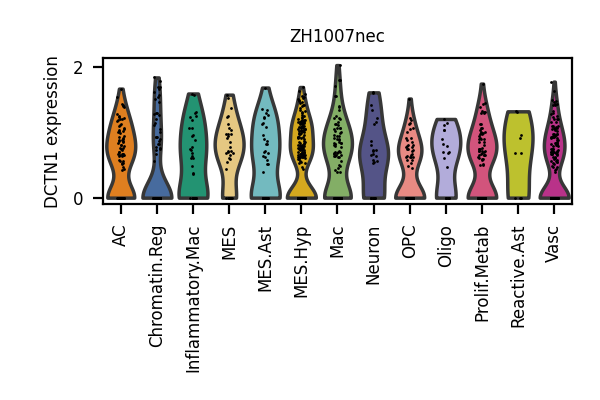 ZH1007nec
DCTN1 expression
2
0
AC
Chromatin.Reg
Inflammatory.Mac
MES
MES.Ast
MES.Hyp
Mac
Neuron
OPC
Oligo
Prolif.Metab
Reactive.Ast
Vasc